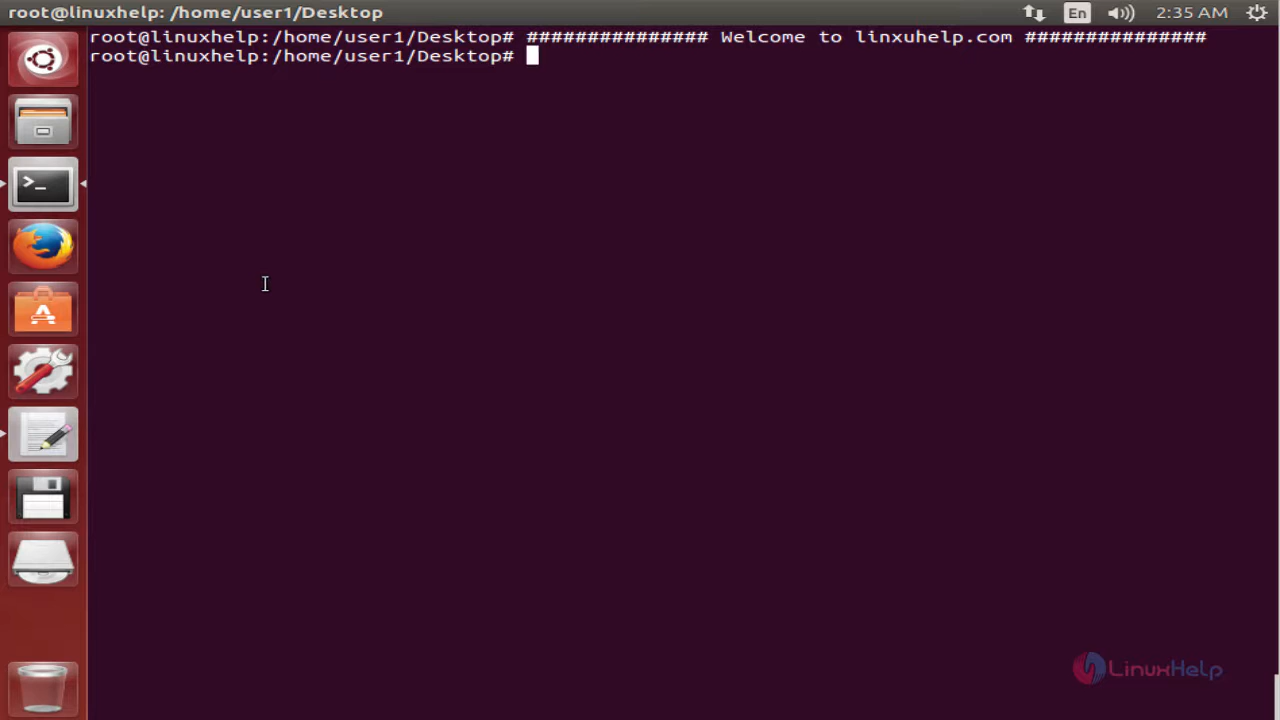 root@linuxhelp: /home/user1/Desktop
En
2:35 AM
root@linuxhelp:/home/user1/Desktop# ############### Welcome to linxuhelp.com ###############
root@linuxhelp:/home/user1/Desktop#
LinuxHelp